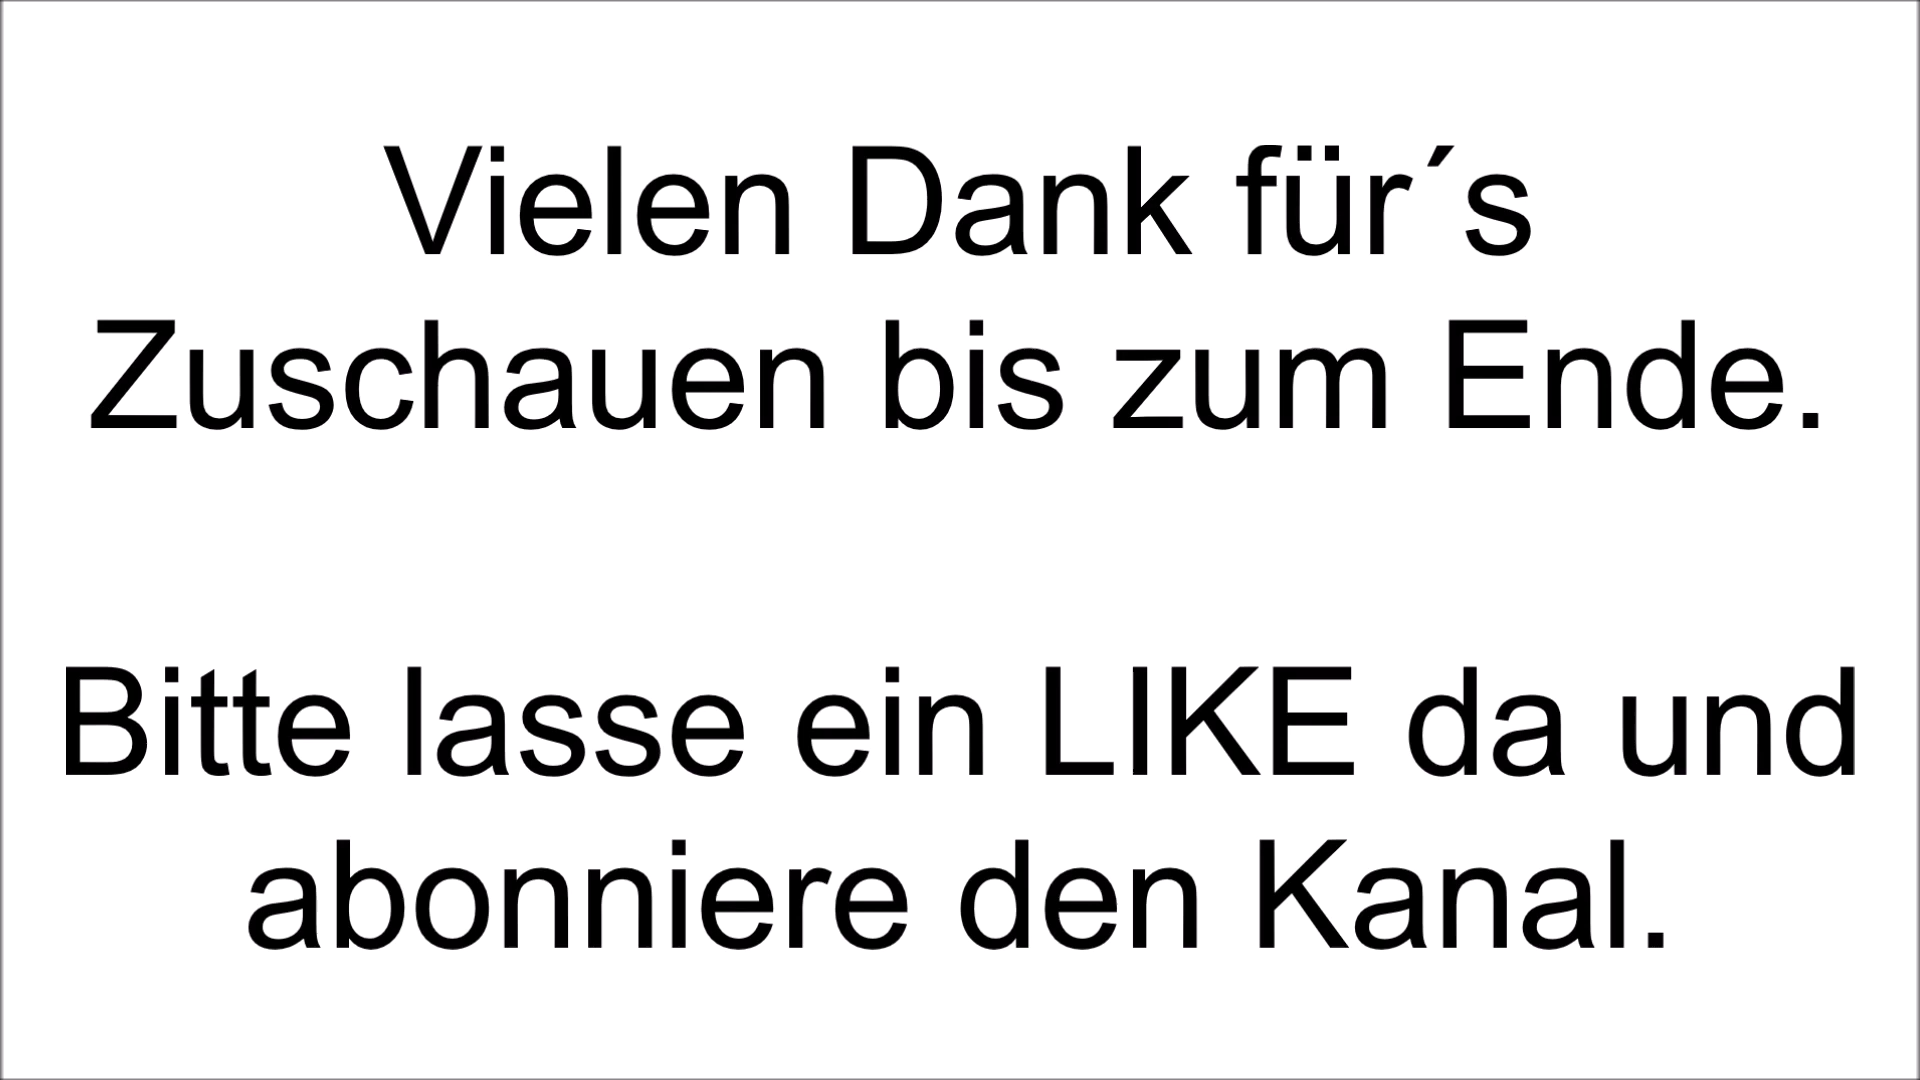 Vielen Dank für´s
Zuschauen bis zum Ende.
Bitte lasse ein LIKE da und
abonniere den Kanal.